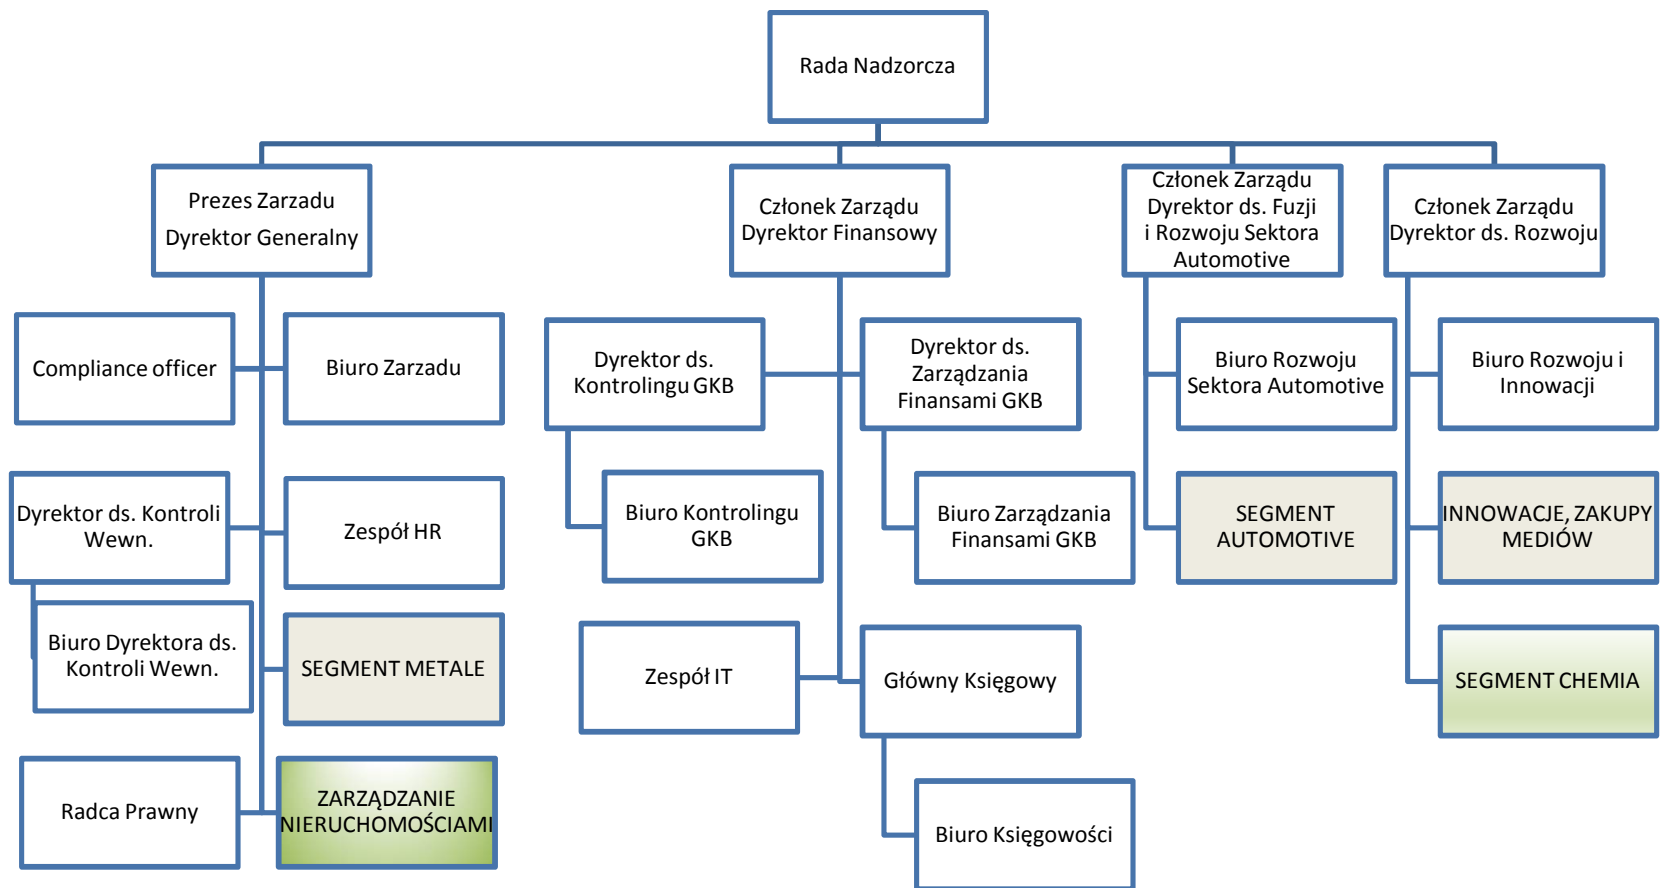 Rada Nadzorcza
Prezes Zarzadu
Dyrektor Generalny
Członek Zarządu
Dyrektor Finansowy
Członek Zarządu
Dyrektor ds. Fuzji
i Rozwoju Sektora
Automotive
Członek Zarządu
Dyrektor ds. Rozwoju
Compliance officer
Biuro Zarzadu
Dyrektor ds.
Kontrolingu GKB
Dyrektor ds.
Zarządzania
Finansami GKB
Biuro Rozwoju
Sektora Automotive
Biuro Rozwoju i
Innowacji
Dyrektor ds. Kontroli
Wewn.
Zespół HR
Biuro Kontrolingu
GKB
Biuro Zarządzania
Finansami GKB
SEGMENT
AUTOMOTIVE
INNOWACJE, ZAKUPY
MEDIÓW
Biuro Dyrektora ds.
Kontroli Wewn.
SEGMENT METALE
Zespół IT
Główny Księgowy
SEGMENT CHEMIA
Radca Prawny
ZARZĄDZANIE
NIERUCHOMOŚCIAMI
Biuro Księgowości